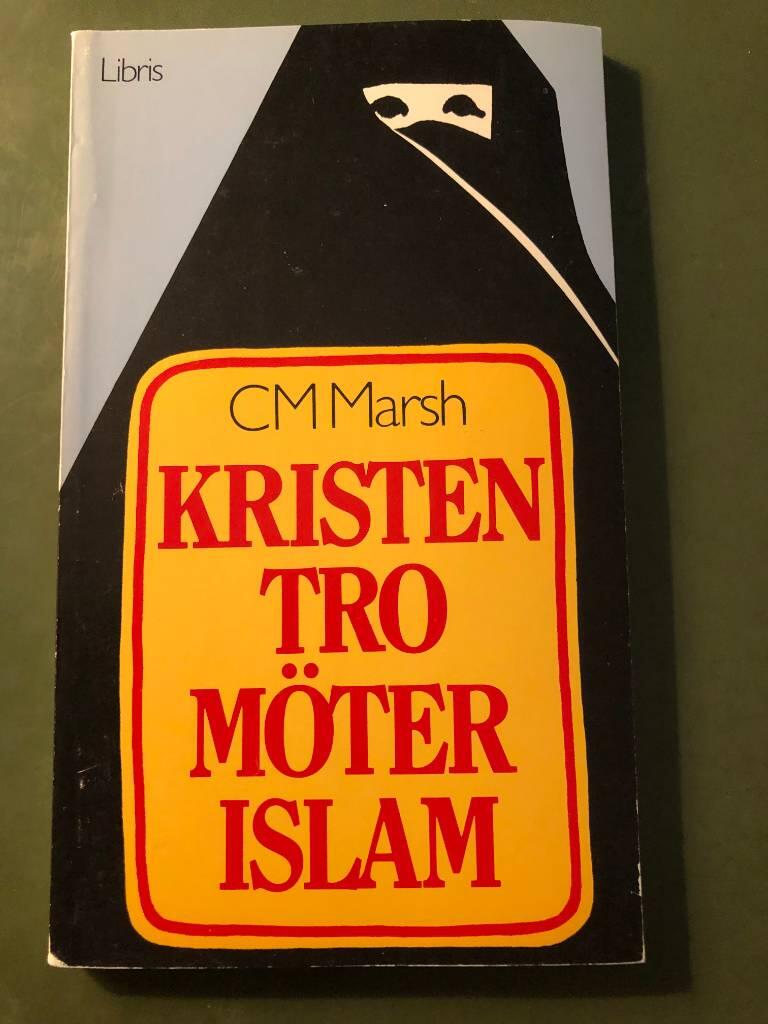 Libris
CM Marsh
KRISTEN
TRO
MÖTER
ISLAM